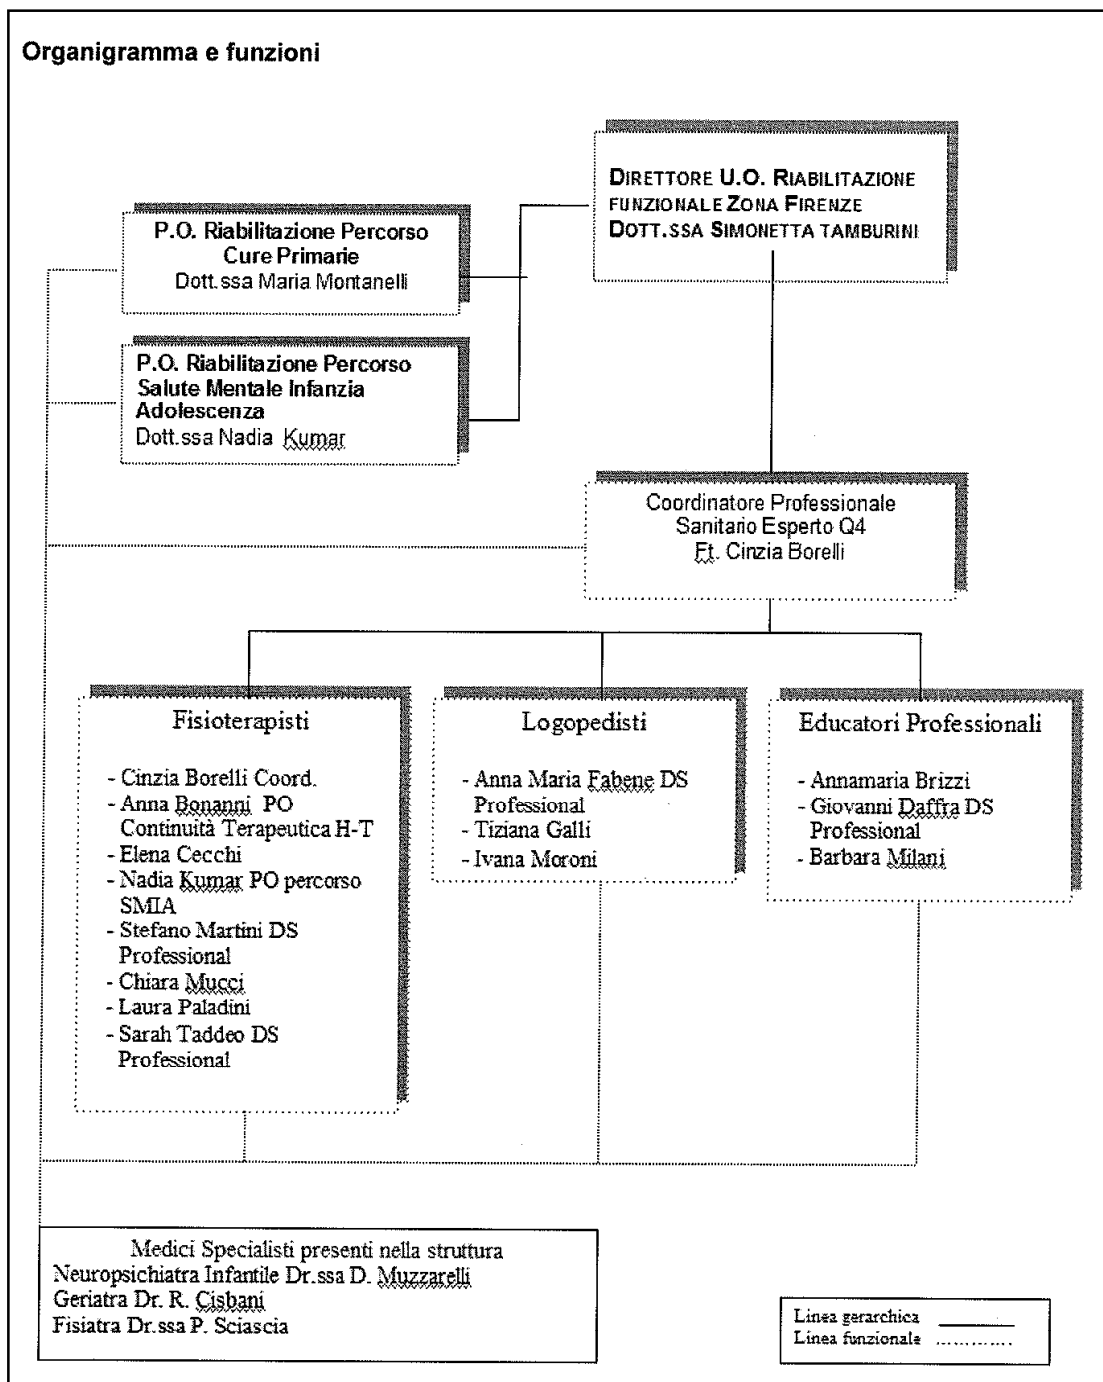 Organigramma e funzioni
DIRETTORE U.O. RIABILITAZIONE
FUNZIONALE ZONA FIRENZE
DOTT.SSA SIMONETTA TAMBURINI
P.O. Riabilitazione Percorso
Cure Primarie
Dott.ssa Maria Montanelli
P.O. Riabilitazione Percorso
Salute Mentale Infanzia
Adolescenza
Dott.ssa Nadia Kumar
Coordinatore Professionale
Sanitario Esperto Q4
Ft. Cinzia Borelli
Fisioterapisti
- Cinzia Borelli Coord.
- Anna Bonanni PO
Continuità Terapeutica H-T
- Elena Cecchi
- Nadia Kumar PO percorso
SMIA
- Stefano Martini DS
Professional
- Chiara Mucci
- Laura Paladini
- Sarah Taddeo DS
Professional
Logopedisti
- Anna Maria Fabene DS
Professional
- Tiziana Galli
- Ivana Moroni
Educatori Professionali
- Annamaria Brizzi
- Giovanni Daffra DS
Professional
- Barbara Milani
Medici Specialisti presenti nella struttura
Neuropsichiatra Infantile Dr.ssa D. Muzzarelli
Geriatra Dr. R. Cisbani
Fisiatra Dr.ssa P. Sciascia
Linea gerarchica
Linea funzionale